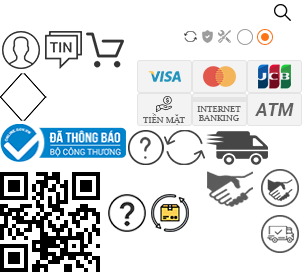 TIN
VISA
JCB
TIỀN MẶT
INTERNET
BANKING
ATM
ĐÃ THÔNG BÁO
BỘ CÔNG THƯƠNG
?
?